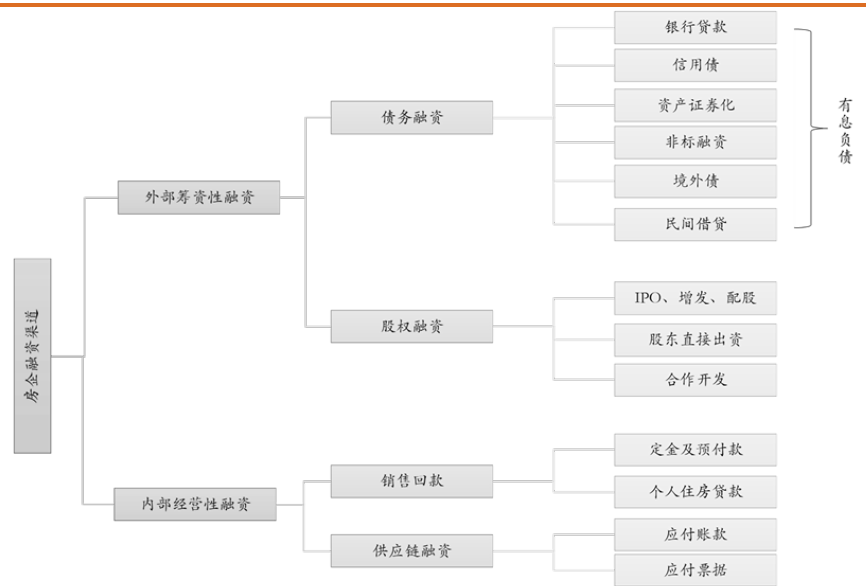 房企融资渠道
外部筹资性融资
债务融资
银行贷款
信用债
资产证券化
非标融资
境外债
民间借贷
有息负债
股权融资
IPO、增发、配股
股东直接出资
合作开发
内部经营性融资
销售回款
定金及预付款
个人住房贷款
供应链融资
应付账款
应付票据